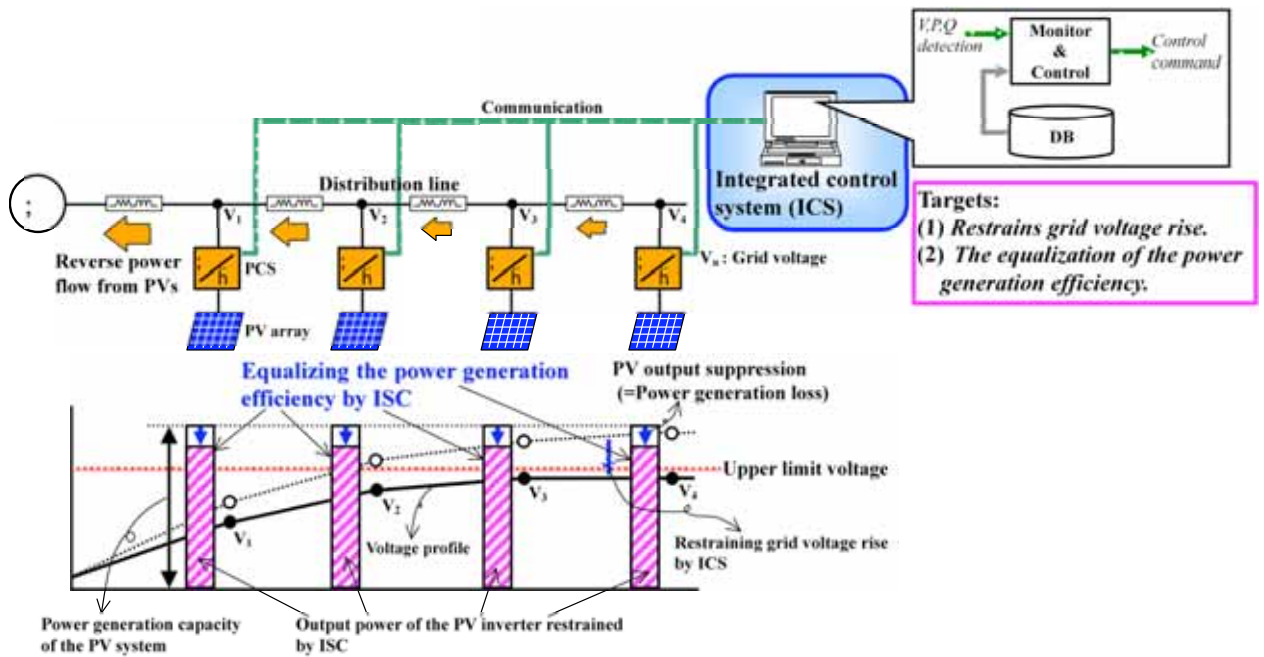 V,P,Q
detection
Monitor
&
Control
Control
command
DB
Communication
Integrated control
system (ICS)
Distribution line
;
V1
V2
V3
V4
Reverse power
flow from PVs
PCS
h
h
h
h
Vn : Grid voltage
PV array
Targets:
(1) Restrains grid voltage rise.
(2) The equalization of the power
generation efficiency.
Equalizing the power generation
efficiency by ISC
PV output suppression
(=Power generation loss)
Upper limit voltage
V1
V2
V3
V4
Voltage profile
Restraining grid voltage rise
by ICS
Power generation capacity
of the PV system
Output power of the PV inverter restrained
by ISC